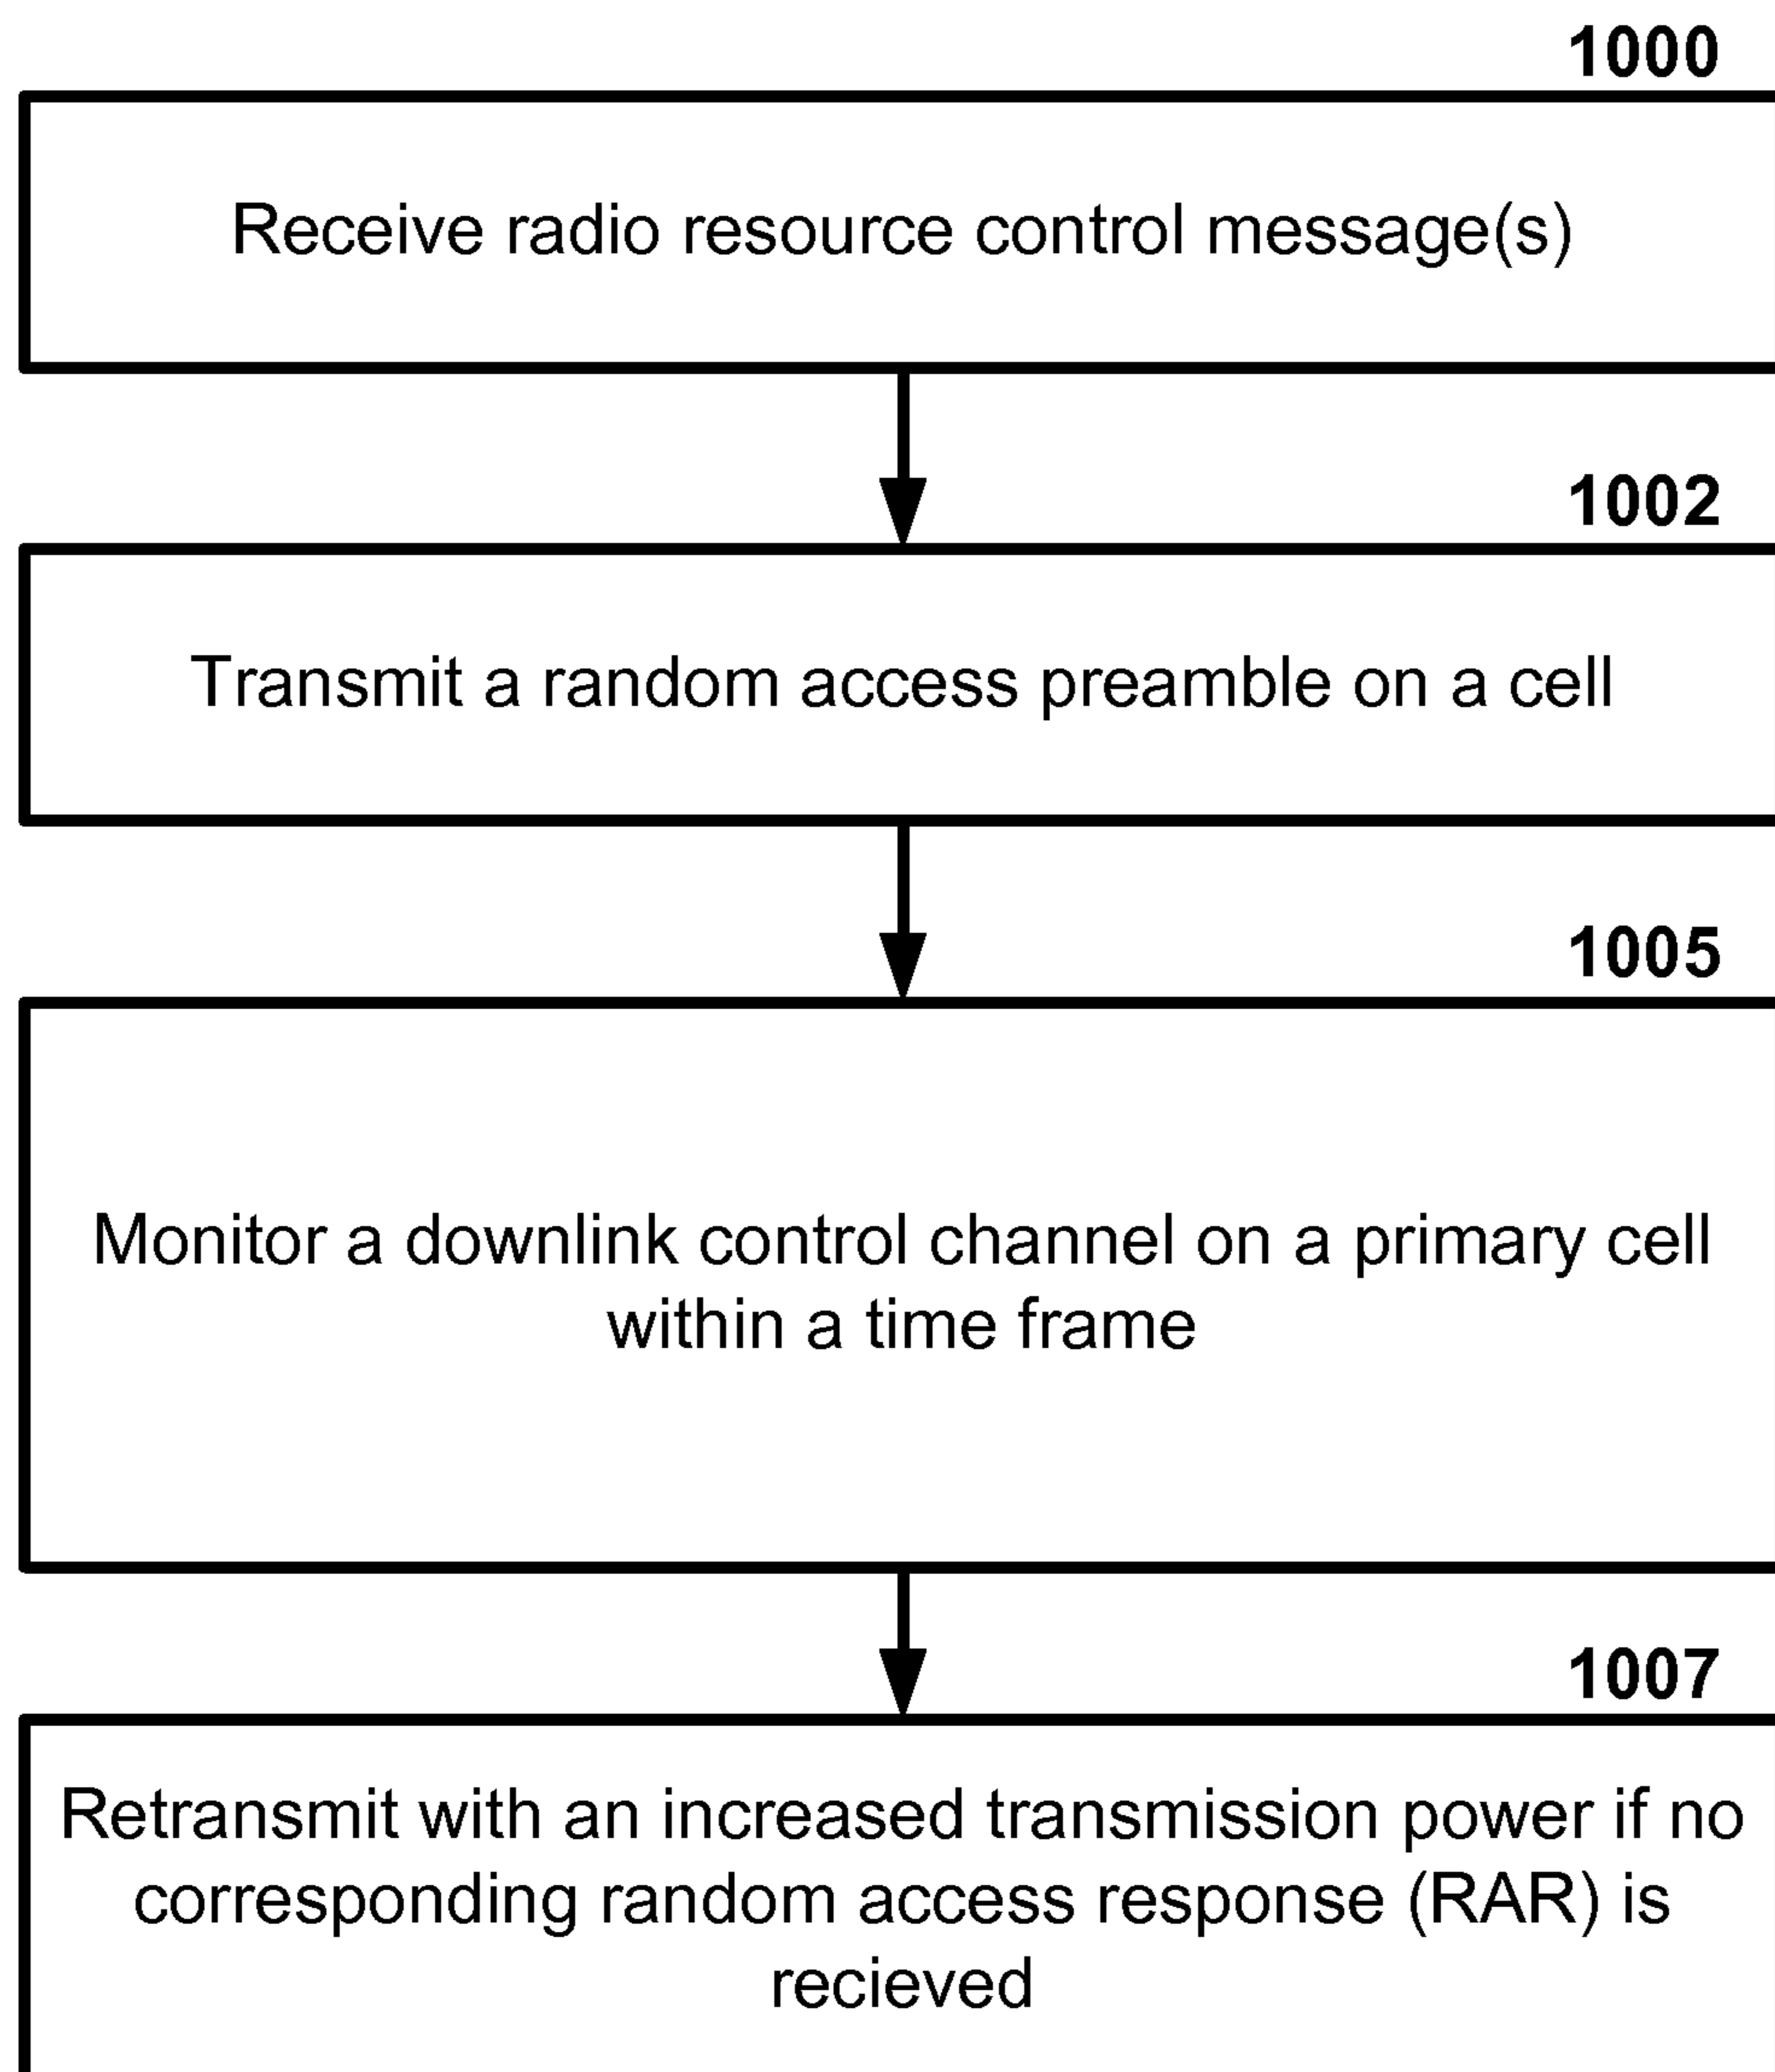 1000
Receive radio resource control message(s)
1002
Transmit a random access preamble on a cell
1005
Monitor a downlink control channel on a primary cell
within a time frame
1007
Retransmit with an increased transmission power if no
corresponding random access response (RAR) is
recieved